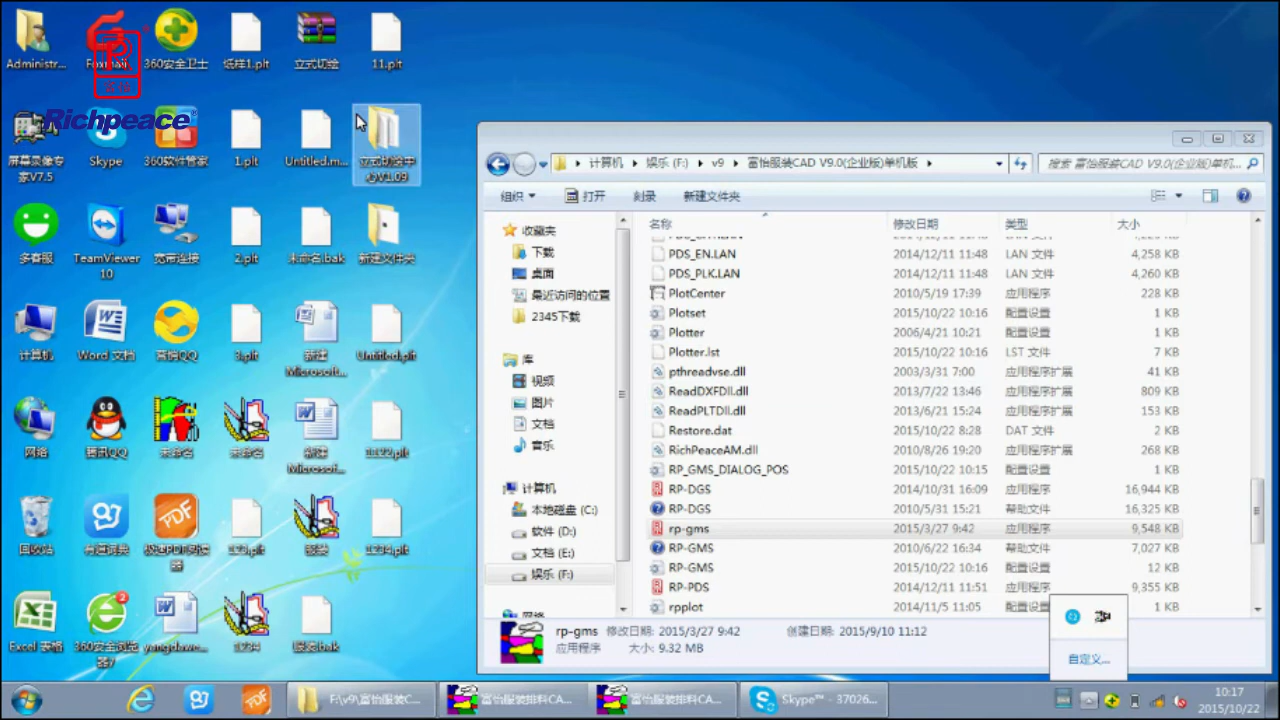 Administr...
360安全卫士
纸样1.plt
立式切绘
11.plt
富怡
Richpeace
屏幕录像专
家V7.5
Skype
360软件管家
1.plt
Untitled.m...
立式切绘中
心V1.09
多客服
TeamViewer
10
宽带连接
2.plt
未命名.bak
新建文件夹
计算机
Word 文档
富怡QQ
3.plt
新建
Microsoft...
Untitled.plt
网络
腾讯QQ
未命名
未命名
新建
Microsoft...
1122.plt
回收站
有道词典
极速PDF阅读
器
123.plt
服装
1234.plt
Excel 表格
360安全浏览
器7
yangdawe...
1234
服装.bak
计算机
娱乐 (F:)
v9
富怡服装CAD V9.0(企业版)单机版
搜索 富怡服装CAD V9.0(企业版)单机...
组织
打开
刻录
新建文件夹
收藏夹
下载
桌面
最近访问的位置
2345下载
库
视频
图片
文档
音乐
计算机
本地磁盘 (C:)
软件 (D:)
文档 (E:)
娱乐 (F:)
网络
名称 修改日期 类型 大小
PDS_EN.LAN 2014/12/11 11:48 LAN 文件 4,258 KB
PDS_PLK.LAN 2014/12/11 11:48 LAN 文件 4,260 KB
PlotCenter 2010/5/19 17:39 应用程序 228 KB
Plotset 2015/10/22 10:16 配置设置 1 KB
Plotter 2006/4/21 10:21 配置设置 1 KB
Plotter.lst 2015/10/22 10:16 LST 文件 7 KB
pthreadvse.dll 2003/3/31 7:00 应用程序扩展 41 KB
ReadDXFDll.dll 2013/7/22 13:46 应用程序扩展 809 KB
ReadPLTDll.dll 2013/6/21 15:24 应用程序扩展 153 KB
Restore.dat 2015/10/22 8:28 DAT 文件 2 KB
RichPeaceAM.dll 2010/8/26 19:20 应用程序扩展 268 KB
RP_GMS_DIALOG_POS 2015/10/22 10:15 配置设置 1 KB
RP-DGS 2014/10/31 16:09 应用程序 16,944 KB
RP-DGS 2010/5/31 15:21 帮助文件 16,325 KB
rp-gms 2015/3/27 9:42 应用程序 9,548 KB
RP-GMS 2010/6/22 16:34 帮助文件 7,027 KB
RP-GMS 2015/10/22 10:16 配置设置 12 KB
RP-PDS 2014/12/11 11:51 应用程序 9,355 KB
rpplot 2014/11/5 11:05 配置设置
rp-gms 修改日期: 2015/3/27 9:42 创建日期: 2015/9/10 11:12
应用程序 大小: 9.32 MB
自定义...
F:\v9\富怡服装C...
富怡服装排料CA...
富怡服装排料CA...
Skype™ - 37026...
10:17
2015/10/22